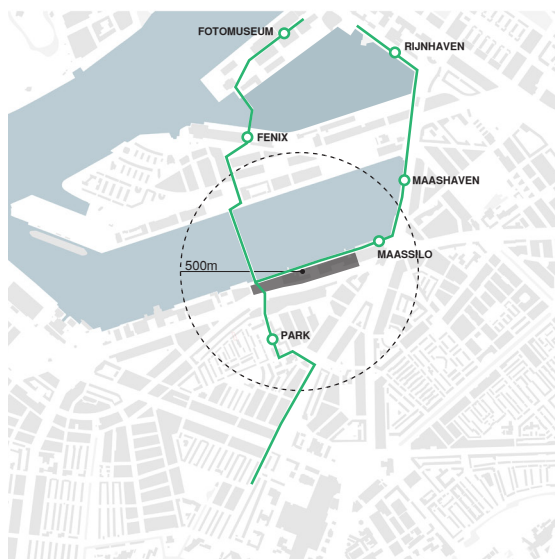 FOTOMUSEUM
RIJNHAVEN
FENIX
MAASHAVEN
MAASSILO
500m
PARK